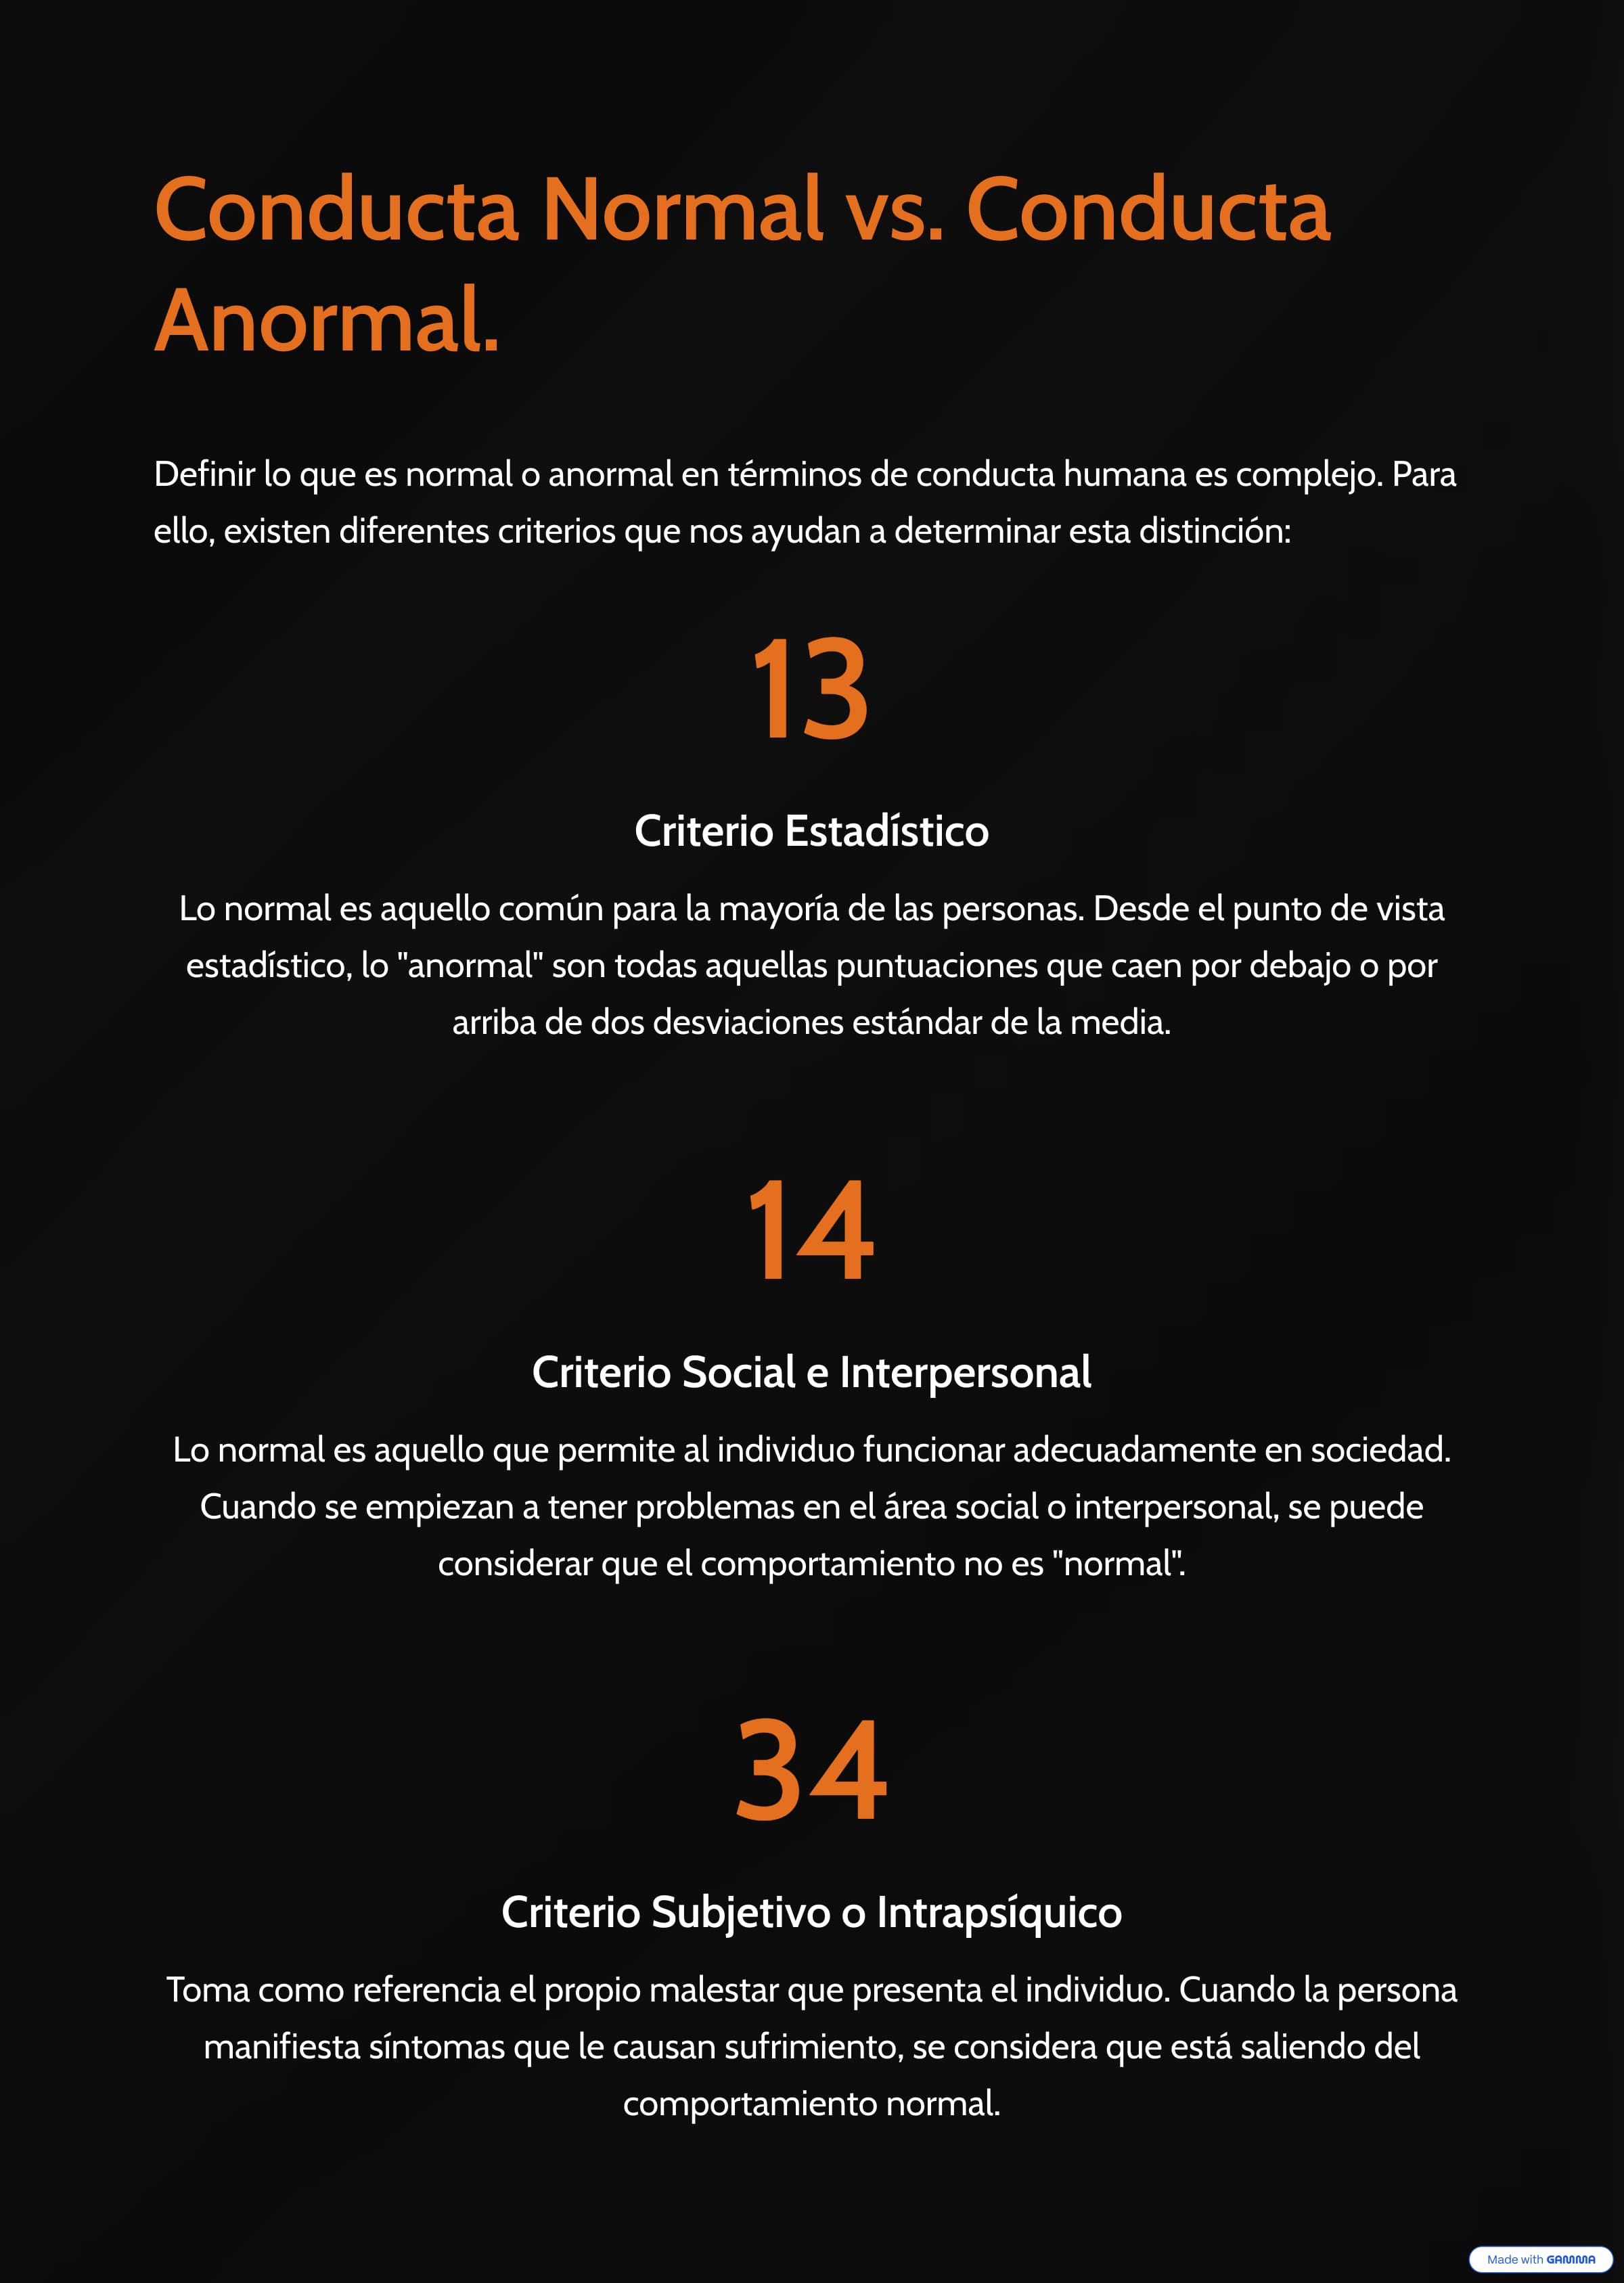 Conducta Normal vs. Conducta
Anormal.
Definir lo que es normal o anormal en términos de conducta humana es complejo. Para
ello, existen diferentes criterios que nos ayudan a determinar esta distinción:
13
Criterio Estadístico
Lo normal es aquello común para la mayoría de las personas. Desde el punto de vista
estadístico, lo "anormal" son todas aquellas puntuaciones que caen por debajo o por
arriba de dos desviaciones estándar de la media.
14
Criterio Social e Interpersonal
Lo normal es aquello que permite al individuo funcionar adecuadamente en sociedad.
Cuando se empiezan a tener problemas en el área social o interpersonal, se puede
considerar que el comportamiento no es "normal".
34
Criterio Subjetivo o Intrapsíquico
Toma como referencia el propio malestar que presenta el individuo. Cuando la persona
manifiesta síntomas que le causan sufrimiento, se considera que está saliendo del
comportamiento normal.
Made with GAMMA